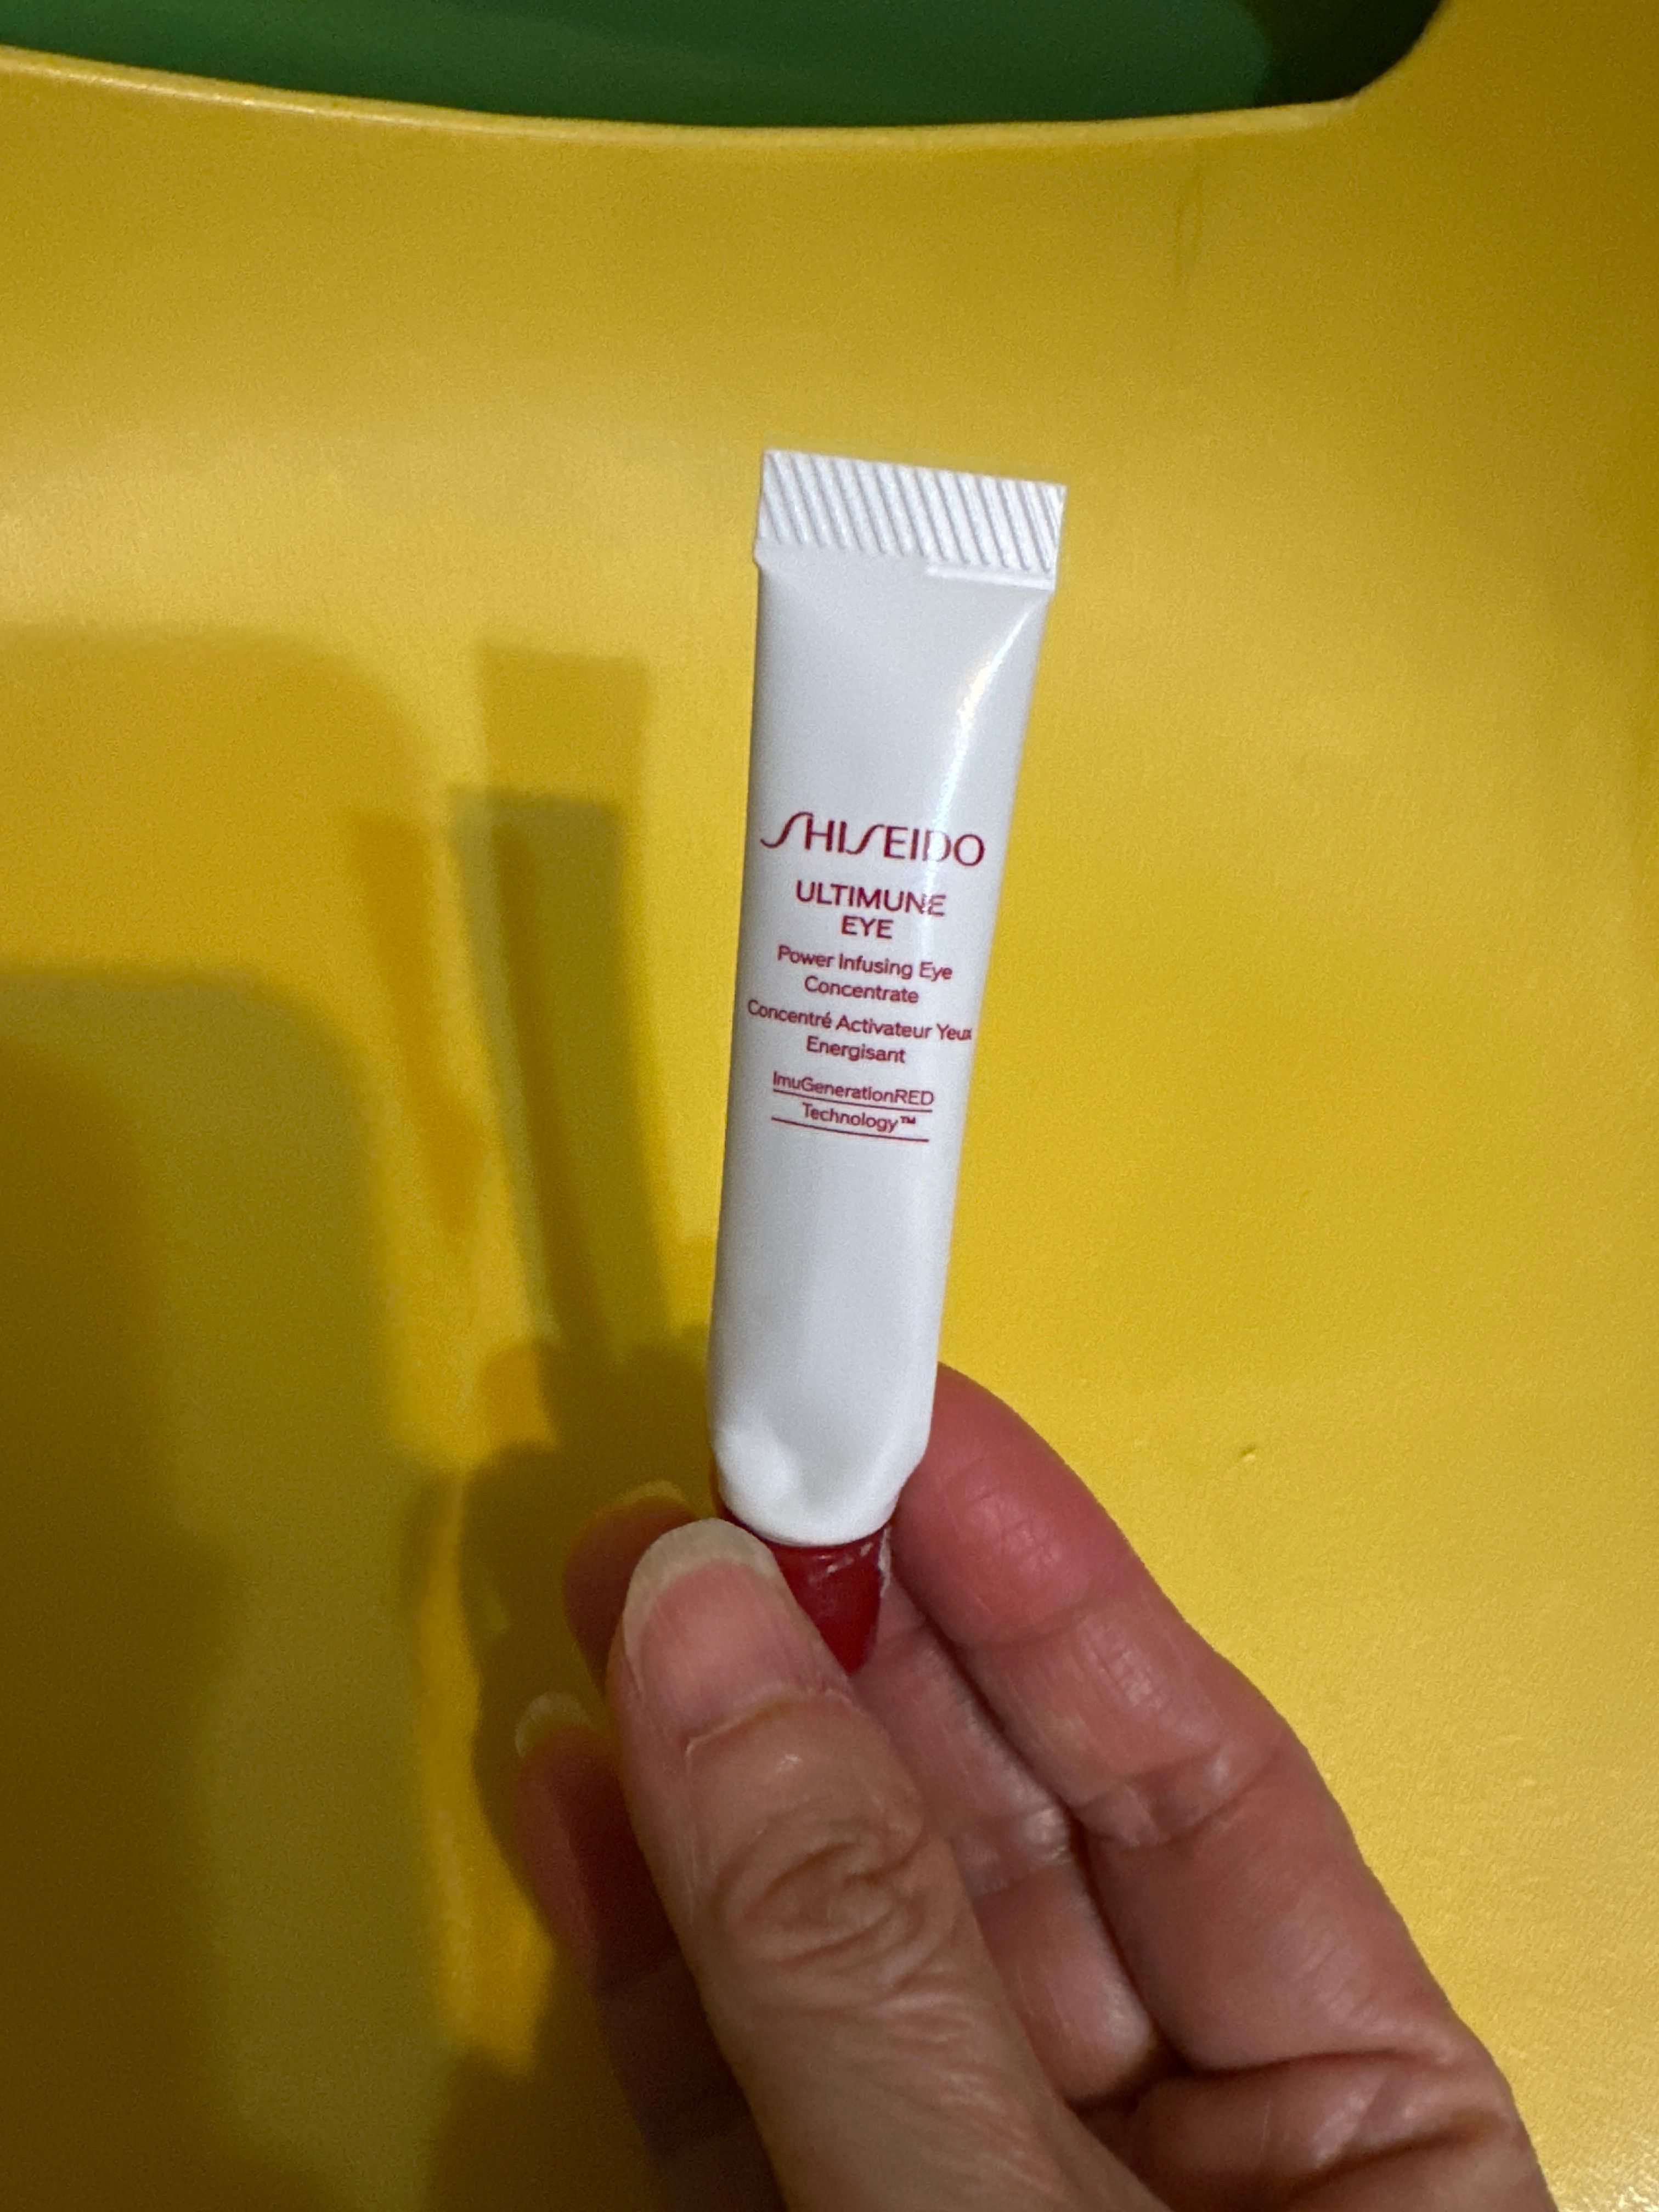 SHISEIDO
ULTIMUNE
EYE
Power Infusing Eye
Concentrate
Concentré Activateur Yeux
Energisant
ImuGenerationRED
Technology™